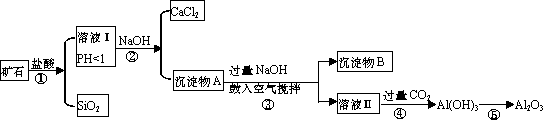 CaCl₂
溶液Ⅰ NaOH
PH<1 ②
矿石 盐酸 ①
沉淀物A 过量NaOH 鼓入空气搅拌 ③
沉淀物B
SiO₂
溶液Ⅱ 过量CO₂ ④ Al(OH)₃ ⑤ Al₂O₃